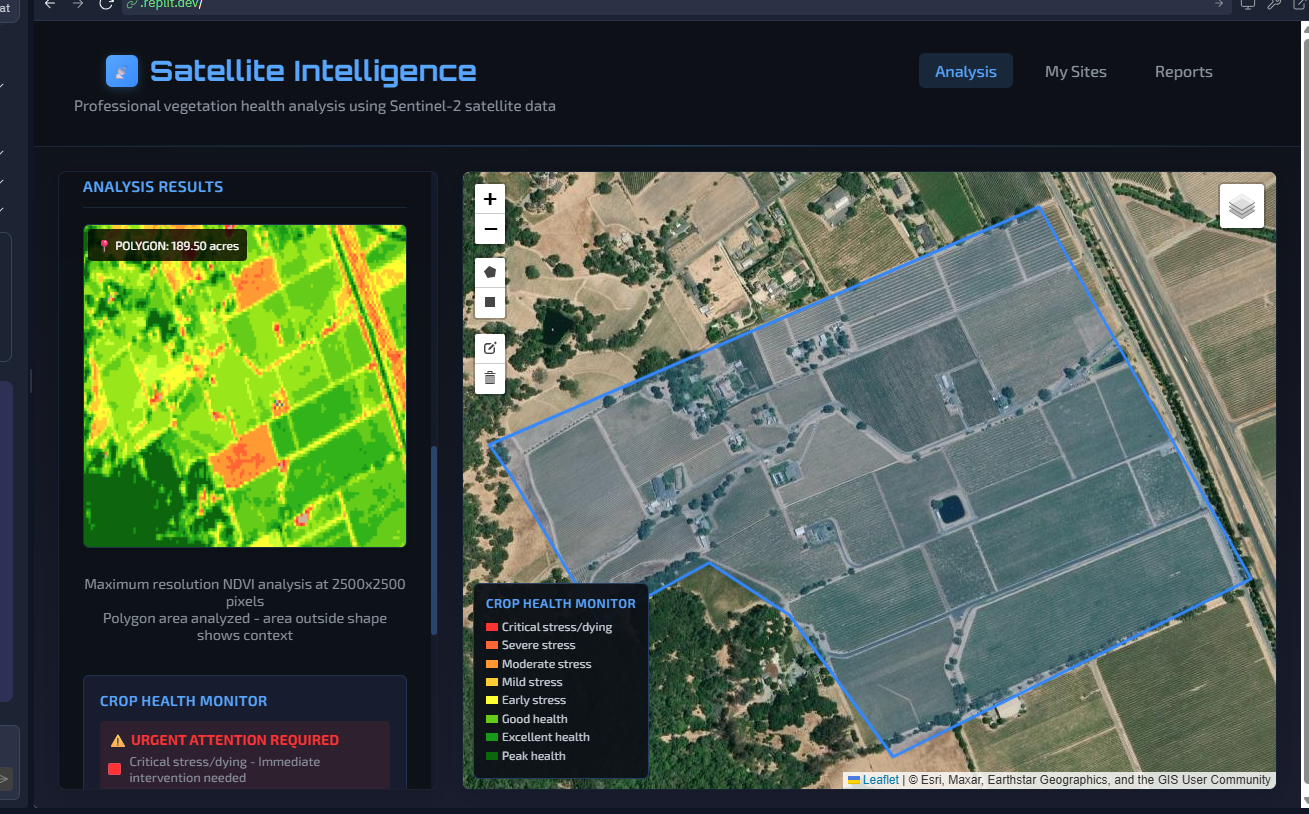 at
.replit.dev/
Satellite Intelligence
Professional vegetation health analysis using Sentinel-2 satellite data
Analysis
My Sites
Reports
ANALYSIS RESULTS
POLYGON: 189.50 acres
Maximum resolution NDVI analysis at 2500x2500
pixels
Polygon area analyzed - area outside shape
shows context
CROP HEALTH MONITOR
URGENT ATTENTION REQUIRED
Critical stress/dying - Immediate
intervention needed
+
−
CROP HEALTH MONITOR
Critical stress/dying
Severe stress
Moderate stress
Mild stress
Early stress
Good health
Excellent health
Peak health
Leaflet | © Esri, Maxar, Earthstar Geographics, and the GIS User Community